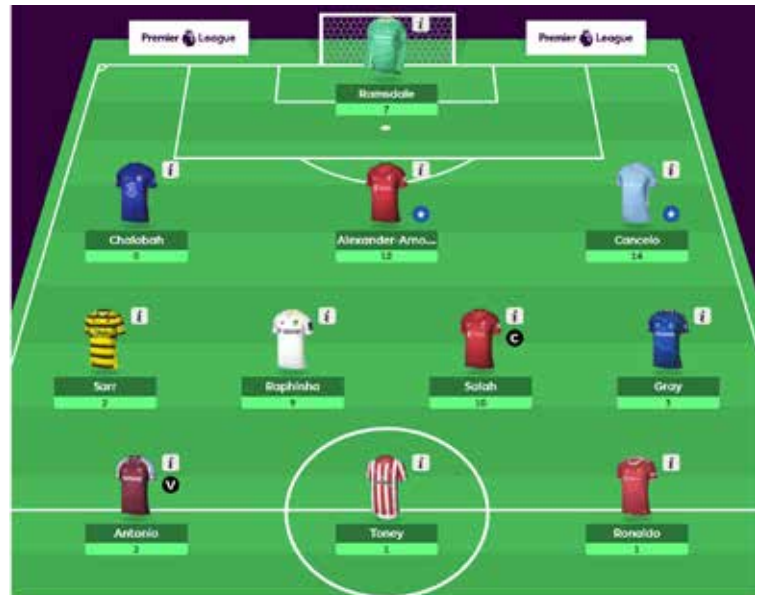 Premier League
Premier League
i
Ramsdale
7
i
i
i
Chalobah
Alexander-Arno...
Cancelo
0
12
14
i
i
i
i
C
Sarr
Raphinha
Salah
Gray
2
9
10
i
i
i
V
Antonio
Toney
Ronaldo
2
1
1